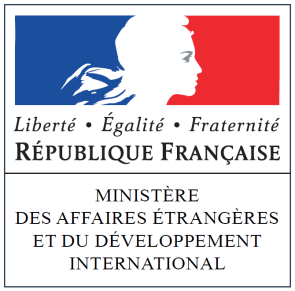 Liberté • Égalité • Fraternité
RÉPUBLIQUE FRANÇAISE
MINISTÈRE
DES AFFAIRES ÉTRANGÈRES
ET DU DÉVELOPPEMENT
INTERNATIONAL